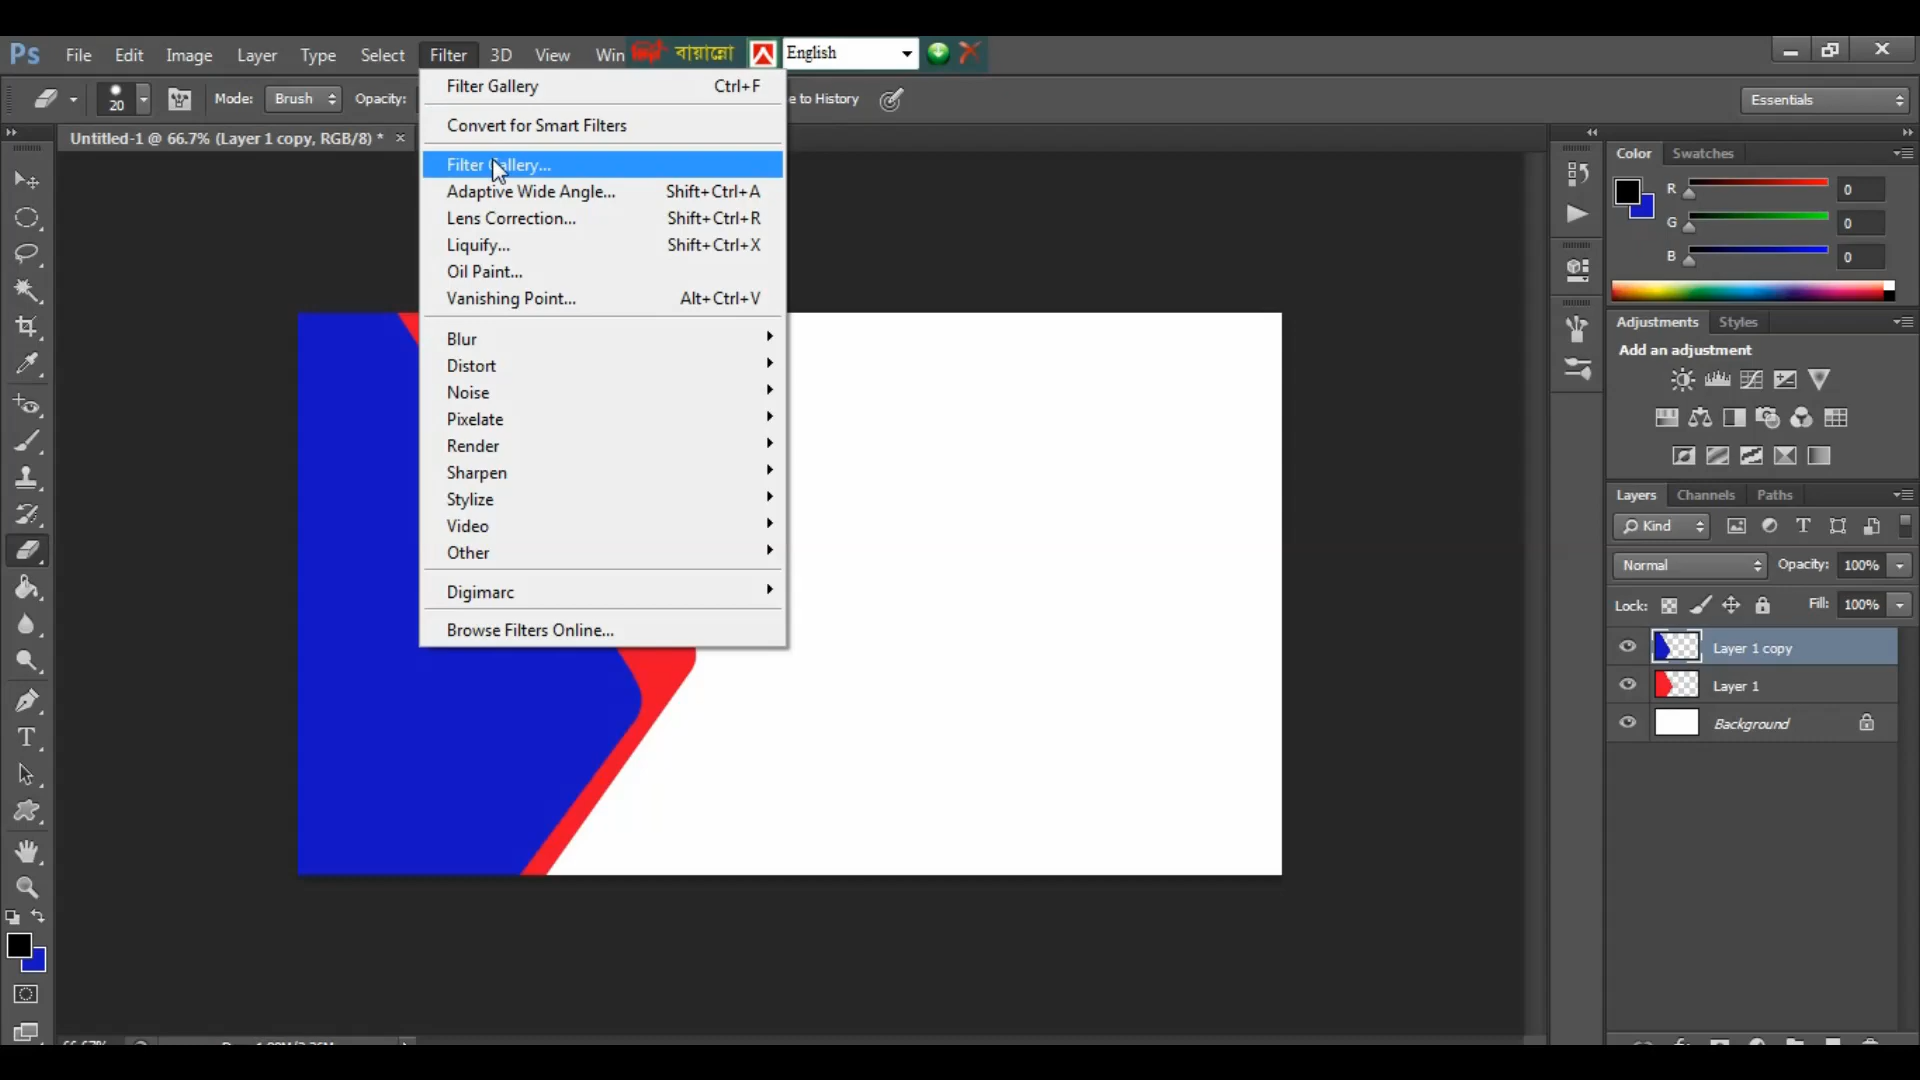 Ps File Edit Image Layer Type Select Filter 3D View Win বায়ান্নো English
20 Mode: Brush Opacity: e to History Essentials
Untitled-1 @ 66.7% (Layer 1 copy, RGB/8) * ×
Filter Gallery Ctrl+F
Convert for Smart Filters
Filter Gallery...
Adaptive Wide Angle... Shift+Ctrl+A
Lens Correction... Shift+Ctrl+R
Liquify... Shift+Ctrl+X
Oil Paint...
Vanishing Point... Alt+Ctrl+V
Blur
Distort
Noise
Pixelate
Render
Sharpen
Stylize
Video
Other
Digimarc
Browse Filters Online...
Color Swatches
R 0
G 0
B 0
Adjustments Styles
Add an adjustment
Layers Channels Paths
Kind
Normal Opacity: 100%
Lock: Fill: 100%
Layer 1 copy
Layer 1
Background